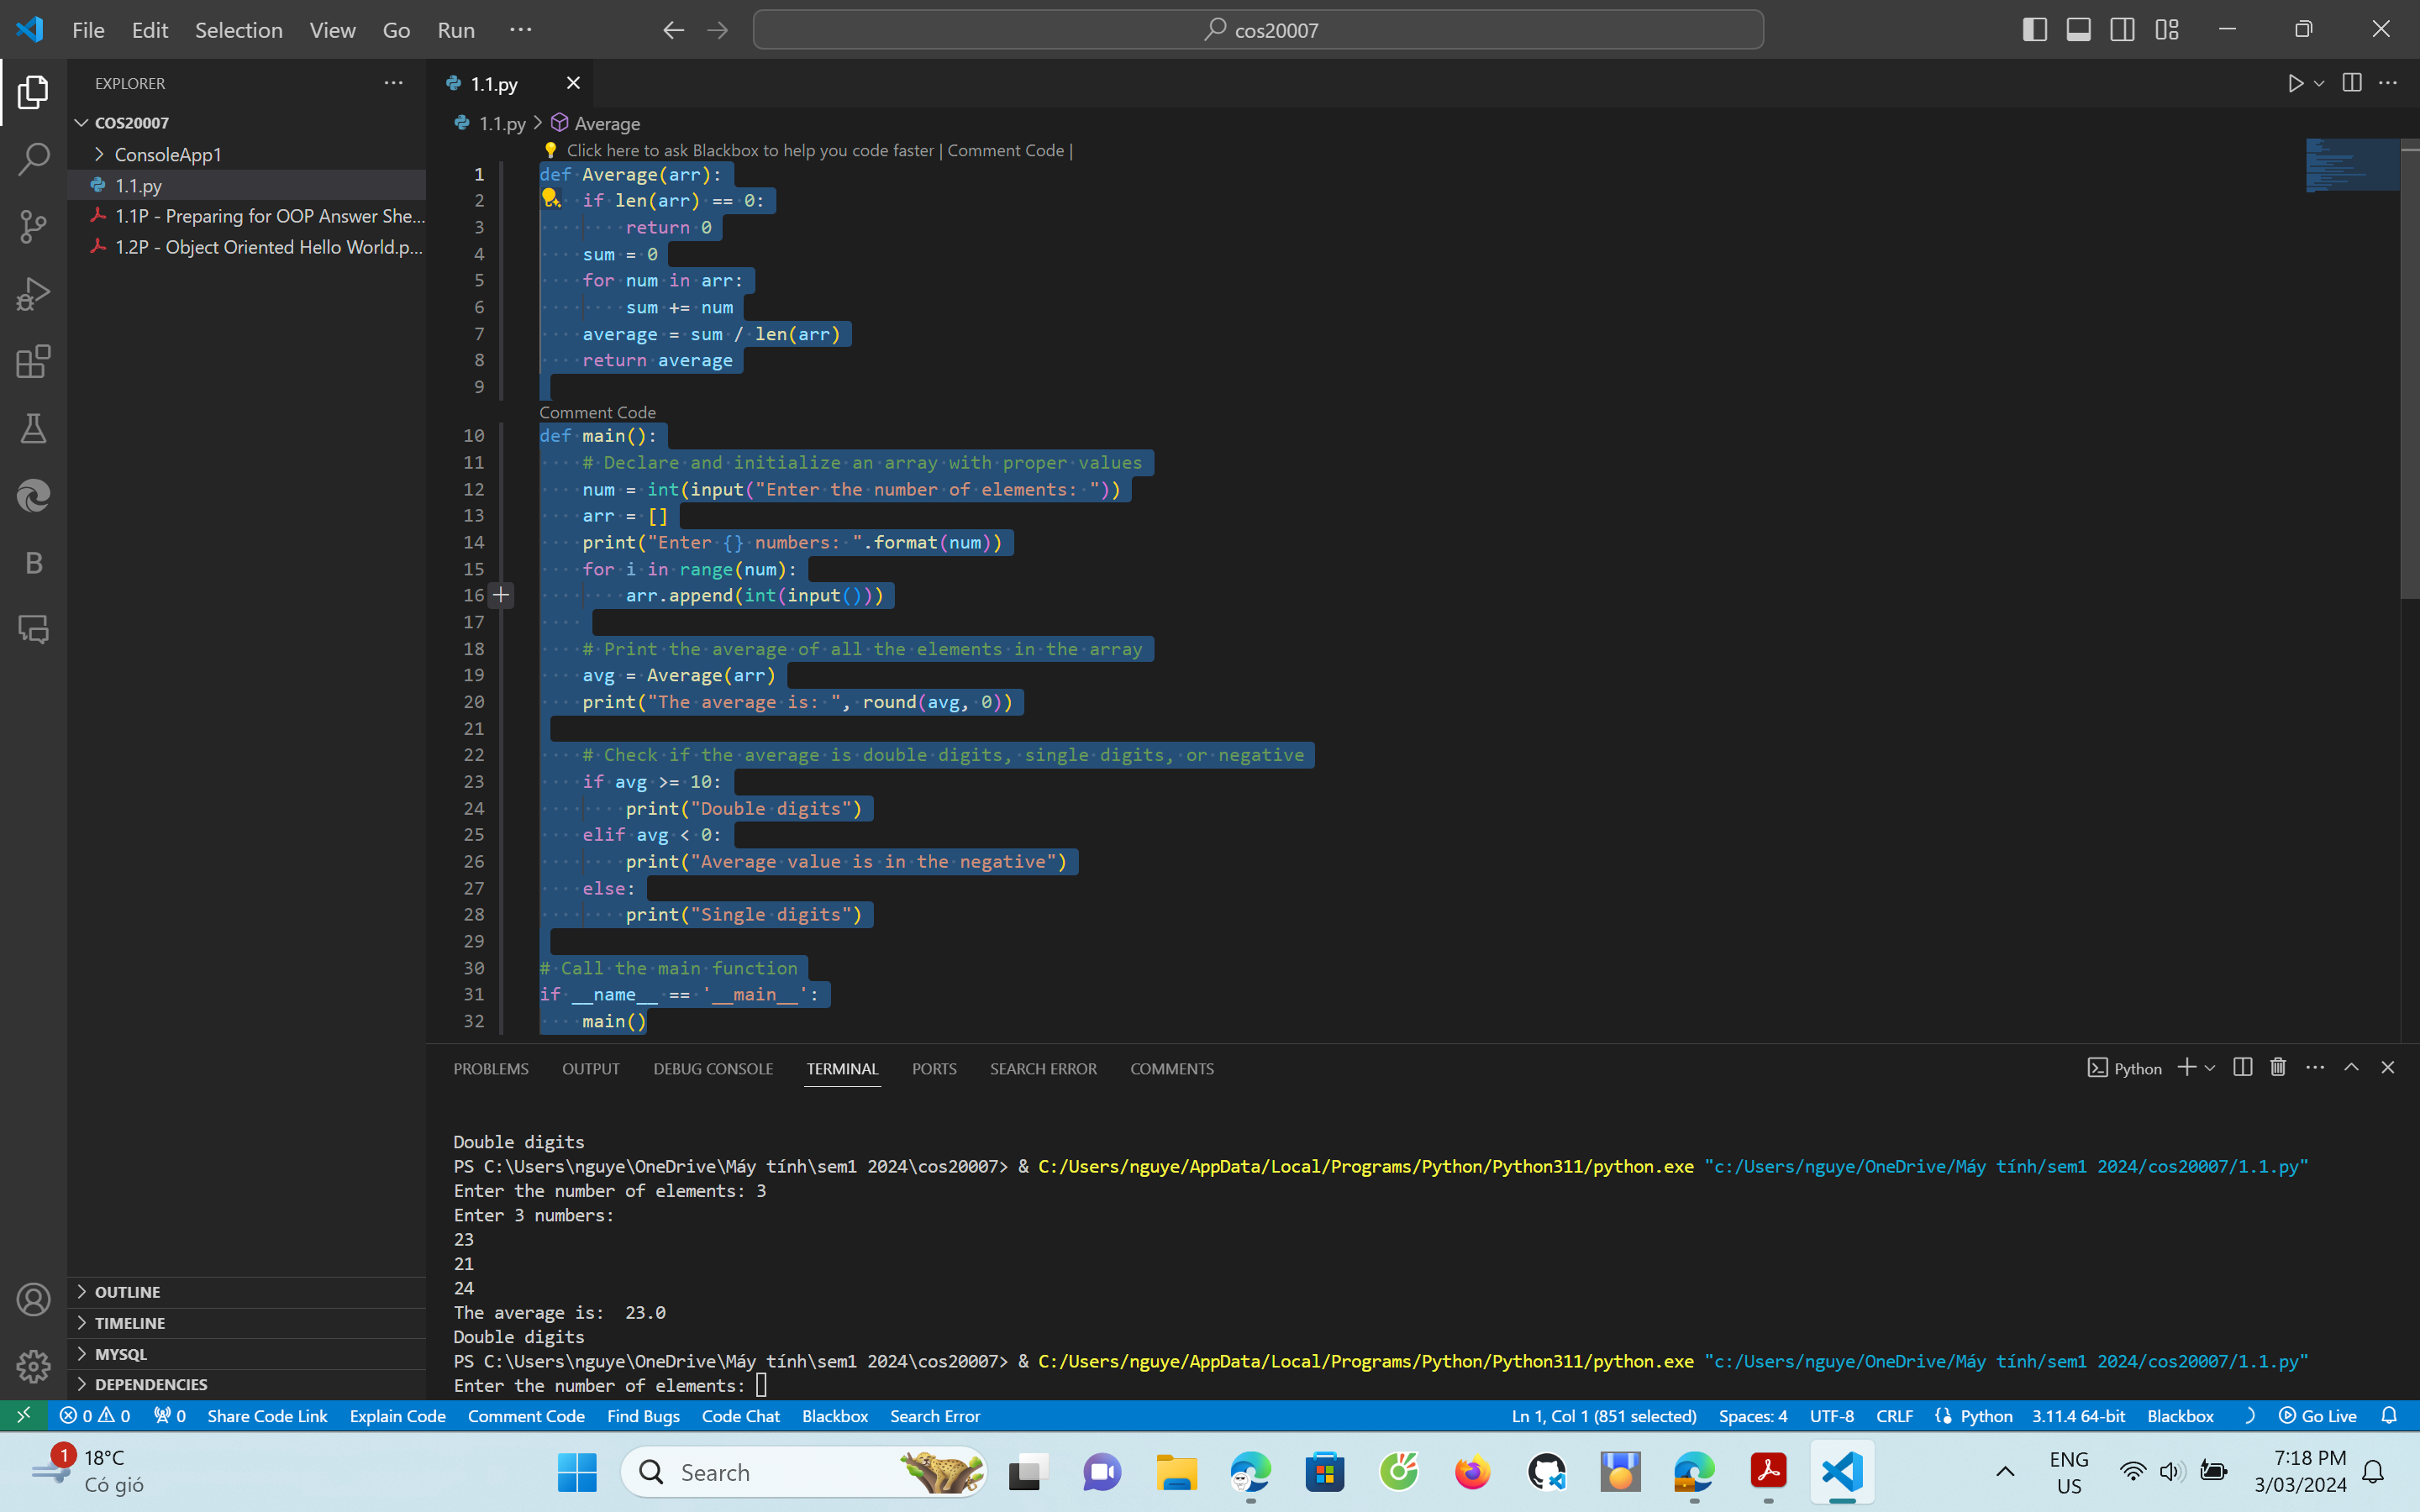 File Edit Selection View Go Run ...
cos20007
EXPLORER
COS20007
ConsoleApp1
1.1.py
1.1P - Preparing for OOP Answer She...
1.2P - Object Oriented Hello World.p...
OUTLINE
TIMELINE
MYSQL
DEPENDENCIES
1.1.py
1.1.py > Average
Click here to ask Blackbox to help you code faster | Comment Code |
1 def Average(arr):
2     if len(arr) == 0:
3         return 0
4     sum = 0
5     for num in arr:
6         sum += num
7     average = sum / len(arr)
8     return average
9
Comment Code
10 def main():
11     # Declare and initialize an array with proper values
12     num = int(input("Enter the number of elements: "))
13     arr = []
14     print("Enter {} numbers: ".format(num))
15     for i in range(num):
16         arr.append(int(input()))
17
18     # Print the average of all the elements in the array
19     avg = Average(arr)
20     print("The average is: ", round(avg, 0))
21
22     # Check if the average is double digits, single digits, or negative
23     if avg >= 10:
24         print("Double digits")
25     elif avg < 0:
26         print("Average value is in the negative")
27     else:
28         print("Single digits")
29
30 # Call the main function
31 if __name__ == '__main__':
32     main()
PROBLEMS OUTPUT DEBUG CONSOLE TERMINAL PORTS SEARCH ERROR COMMENTS
Python
Double digits
PS C:\Users\nguye\OneDrive\Máy tính\sem1 2024\cos20007> & C:/Users/nguye/AppData/Local/Programs/Python/Python311/python.exe "c:/Users/nguye/OneDrive/Máy tính/sem1 2024/cos20007/1.1.py"
Enter the number of elements: 3
Enter 3 numbers:
23
21
24
The average is:  23.0
Double digits
PS C:\Users\nguye\OneDrive\Máy tính\sem1 2024\cos20007> & C:/Users/nguye/AppData/Local/Programs/Python/Python311/python.exe "c:/Users/nguye/OneDrive/Máy tính/sem1 2024/cos20007/1.1.py"
Enter the number of elements:
0 0 0 Share Code Link Explain Code Comment Code Find Bugs Code Chat Blackbox Search Error
Ln 1, Col 1 (851 selected) Spaces: 4 UTF-8 CRLF Python 3.11.4 64-bit Blackbox Go Live
1
18°C
Có gió
Search
ENG
US
7:18 PM
3/03/2024